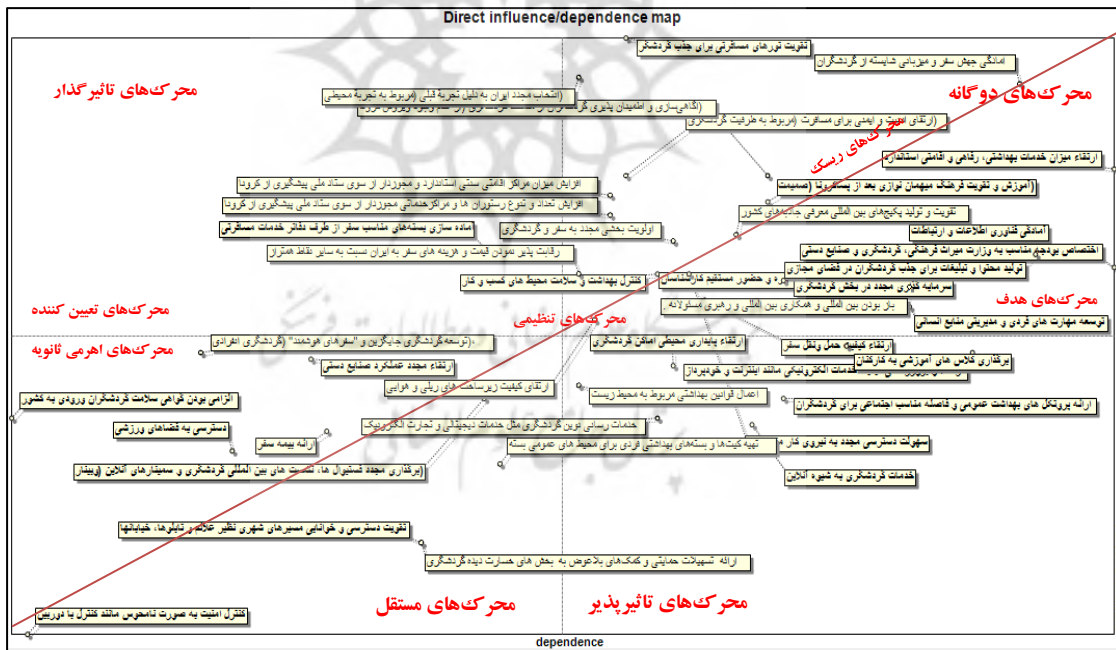 Direct influence/dependence map
تقویت تورهای مسافرتی برای جذب گردشگر
امادگی جهش سفر و میزبانی شایسته از گردشگران
محرک‌های تاثیرگذار
محرک‌های دوگانه
(انتخاب مجدد ایران به دلیل تجربهٔ قبلی (مربوط به تجربهٔ محیطی
(ارتقای امنیت و ایمنی برای مسافرت (مربوط به ظرفیت گردشگری
محرک‌های ریسک
ارتقاء میزان خدمات بهداشتی، رفاهی و اقامتی استاندارد
افزایش میزان مراکز اقامتی سنتی استاندارد و مجوزدار از سوی ستاد ملی پیشگیری از کرونا
(آموزش و تقویت فرهنگ میهمان نوازی بعد از پساکرونا (صمیمت
افزایش تعداد و تنوع رستوران ها و مراکزخدماتی مجوزدار از سوی ستاد ملی پیشگیری از کرونا
تقویت و تولید پکیج‌های بین المللی معرفی جاذبه‌های کشور
اماده سازی بسته‌های مناسب سفر از طرف دفاتر خدمات مسافرتی
اولویت بخشی مجدد به سفر و گردشگری
آمادگی فناوری اطلاعات و ارتباطات
رقابت پذیر نمودن قیمت و هزینه های سفر به ایران نسبت به سایر نقاط همتراز
اختصاص بودجه مناسب به وزارت میراث فرهنگی، گردشگری و صنایع دستی
تولید محتوا و تبلیغات برای جذب گردشگران در فضای مجازی
کنترل بهداشت و سلامت محیط های کسب و کار
و حضور مستقیم کارشناسان
سرمایه گذاری مجدد در بخش گردشگری
محرک‌های هدف
محرک‌های تعیین کننده
باز بودن بین المللی و همکاری بین المللی و رهبری مسئولانه
محرک‌های تنظیمی
توسعه مهارت های فردی و مدیریتی منابع انسانی
محرک‌های اهرمی ثانویه
(توسعه گردشگری جایگزین و "سفرهای هوشمند" (گردشگری انفرادی
ارتقاء پایداری محیطی اماکن گردشگری
ارتقاء کیفیت حمل ونقل سفر
برگذاری کلاس های آموزشی به کارکنان
ارتقاء مجدد عملکرد صنایع دستی
خدمات الکترونیکی مانند اینترنت و خودپرداز
ارتقای کیفیت زیرساخت های ریلی و هوایی
اعمال قوانین بهداشتی مربوط به محیط زیست
الزامی بودن گواهی سلامت گردشگران ورودی به کشور
ارائه پروتکل های بهداشت عمومی و فاصله مناسب اجتماعی برای گردشگران
دسترسی به فضاهای ورزشی
خدمات رسانی نوین گردشگری مثل خدمات دیجیتالی و تجارت الکترونیک
ارائه بیمه سفر
تهیه کیت‌ها و بسته‌های بهداشتی فردی برای محیط های عمومی بسته
سهولت دسترسی مجدد به نیروی کار
(برگذاری مجدد فستیوال ها، نشست های بین المللی گردشگری و سمینارهای آنلاین (وبینار
خدمات گردشگری به شیوه آنلاین
تقویت دسترسی و خوانایی مسیرهای شهری نظیر علائم و تابلوها، خیابانها
ارائه تسهیلات حمایتی و کمک‌های بلاعوض به بخش های خسارت دیده گردشگری
محرک‌های مستقل
محرک‌های تاثیرپذیر
کنترل امنیت به صورت نامحوس مانند کنترل با دوربین
dependence